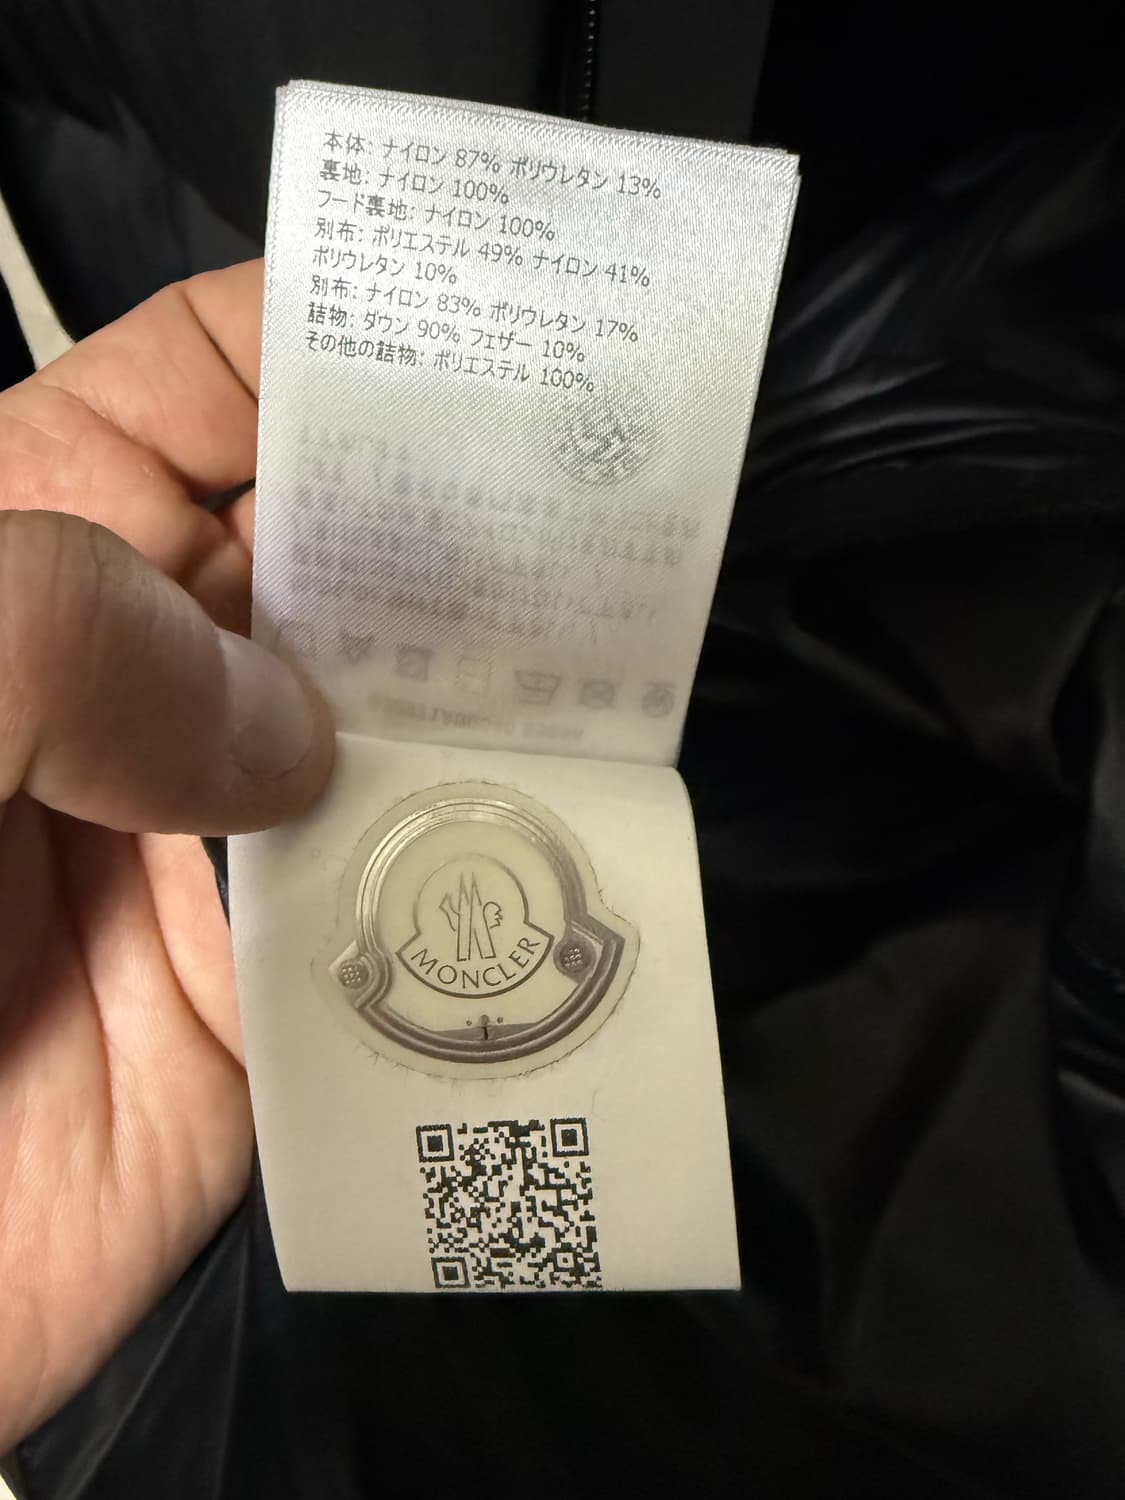 本体: ナイロン 87% ポリウレタン 13%
裏地: ナイロン 100%
フード裏地: ナイロン 100%
別布: ポリエステル 49% ナイロン 41%
ポリウレタン 10%
別布: ナイロン 83% ポリウレタン 17%
詰物: ダウン 90% フェザー 10%
その他の詰物: ポリエステル 100%
MONCLER